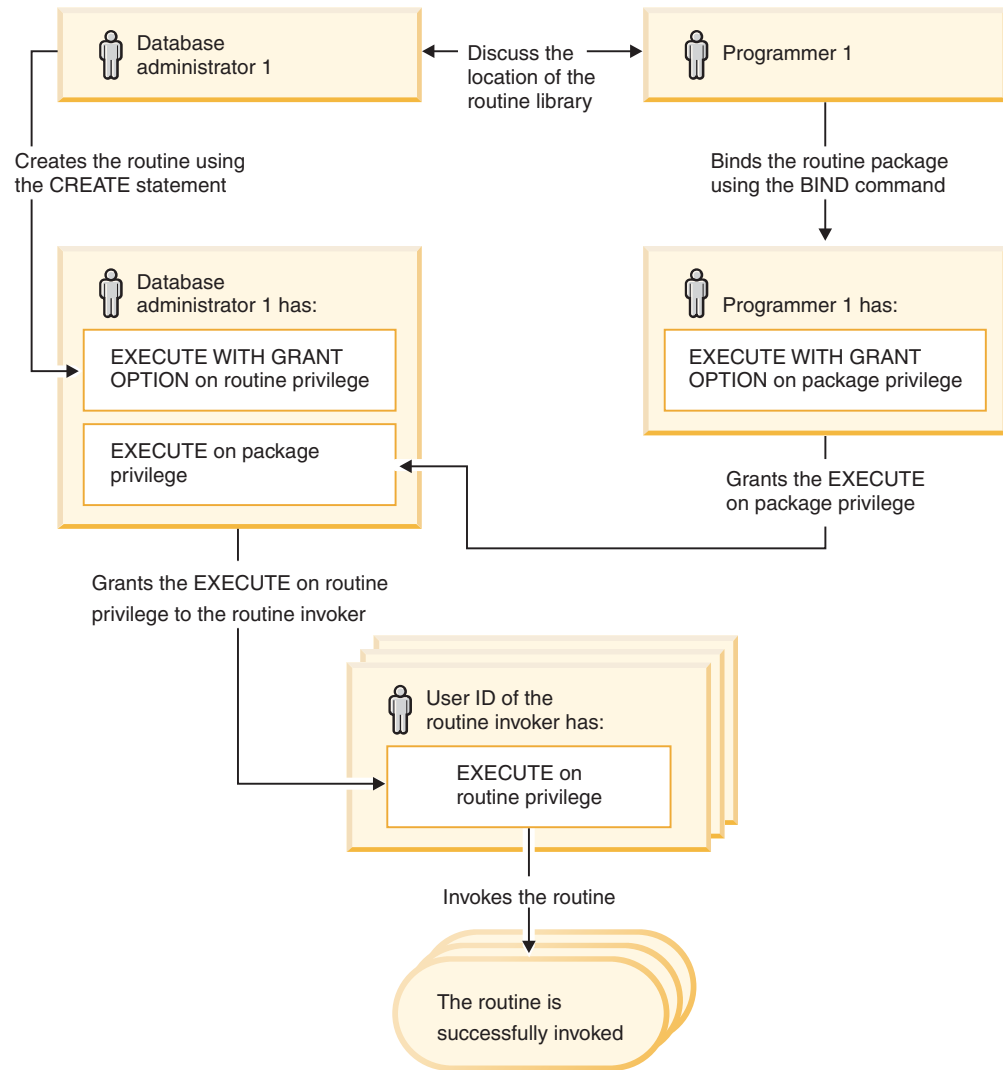 Database
administrator 1
Discuss the
location of the
routine library
Programmer 1
Creates the routine using
the CREATE statement
Binds the routine package
using the BIND command
Database
administrator 1 has:
EXECUTE WITH GRANT
OPTION on routine privilege
EXECUTE on package
privilege
Programmer 1 has:
EXECUTE WITH GRANT
OPTION on package privilege
Grants the EXECUTE
on package privilege
Grants the EXECUTE on routine
privilege to the routine invoker
User ID of the
routine invoker has:
EXECUTE on
routine privilege
Invokes the routine
The routine is
successfully invoked